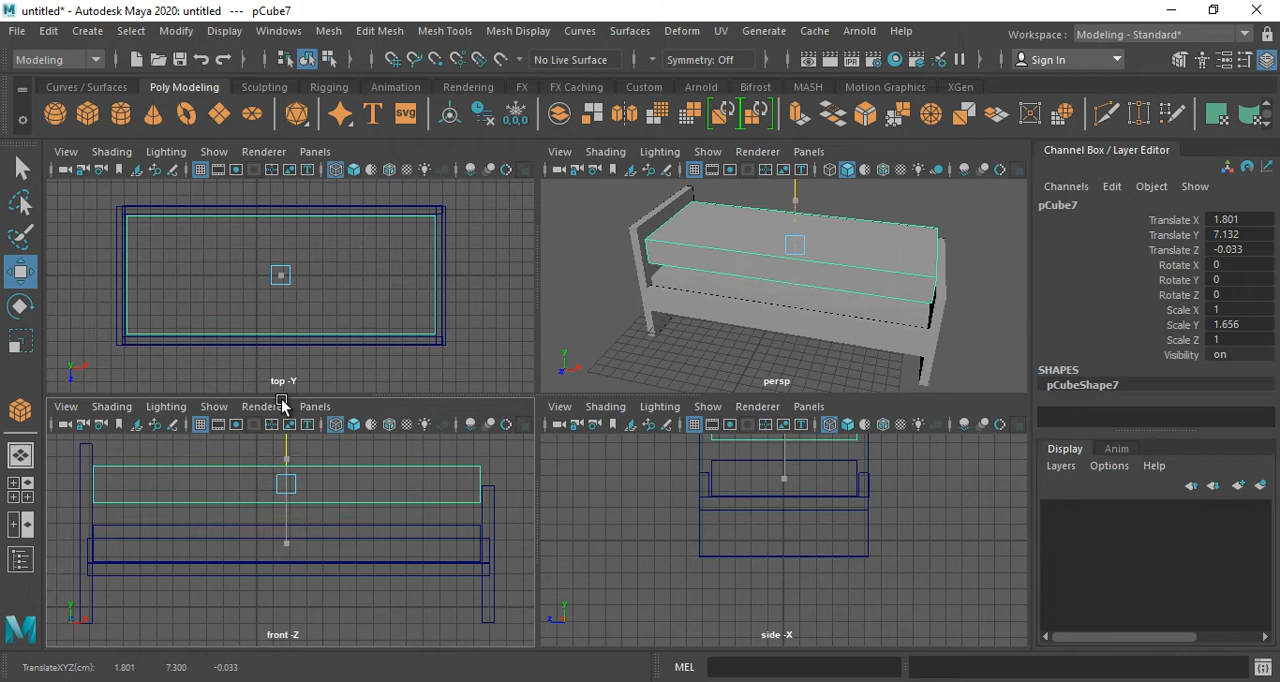 untitled* - Autodesk Maya 2020: untitled   ---   pCube7
File Edit Create Select Modify Display Windows Mesh Edit Mesh Mesh Tools Mesh Display Curves Surfaces Deform UV Generate Cache Arnold Help
Workspace : Modeling - Standard*
Modeling No Live Surface Symmetry: Off Sign In
Curves / Surfaces Poly Modeling Sculpting Rigging Animation Rendering FX FX Caching Custom Arnold Bifrost MASH Motion Graphics XGen
IPR
T SVG 0,0,0
View Shading Lighting Show Renderer Panels
View Shading Lighting Show Renderer Panels
Channel Box / Layer Editor
Channels Edit Object Show
pCube7
Translate X 1.801
Translate Y 7.132
Translate Z -0.033
Rotate X 0
Rotate Y 0
Rotate Z 0
Scale X 1
Scale Y 1.656
Scale Z 1
Visibility on
SHAPES
pCubeShape7
top -Y
persp
View Shading Lighting Show Renderer Panels
View Shading Lighting Show Renderer Panels
Display Anim
Layers Options Help
front -Z
side -X
TranslateXYZ(cm): 1.801 7.300 -0.033
MEL